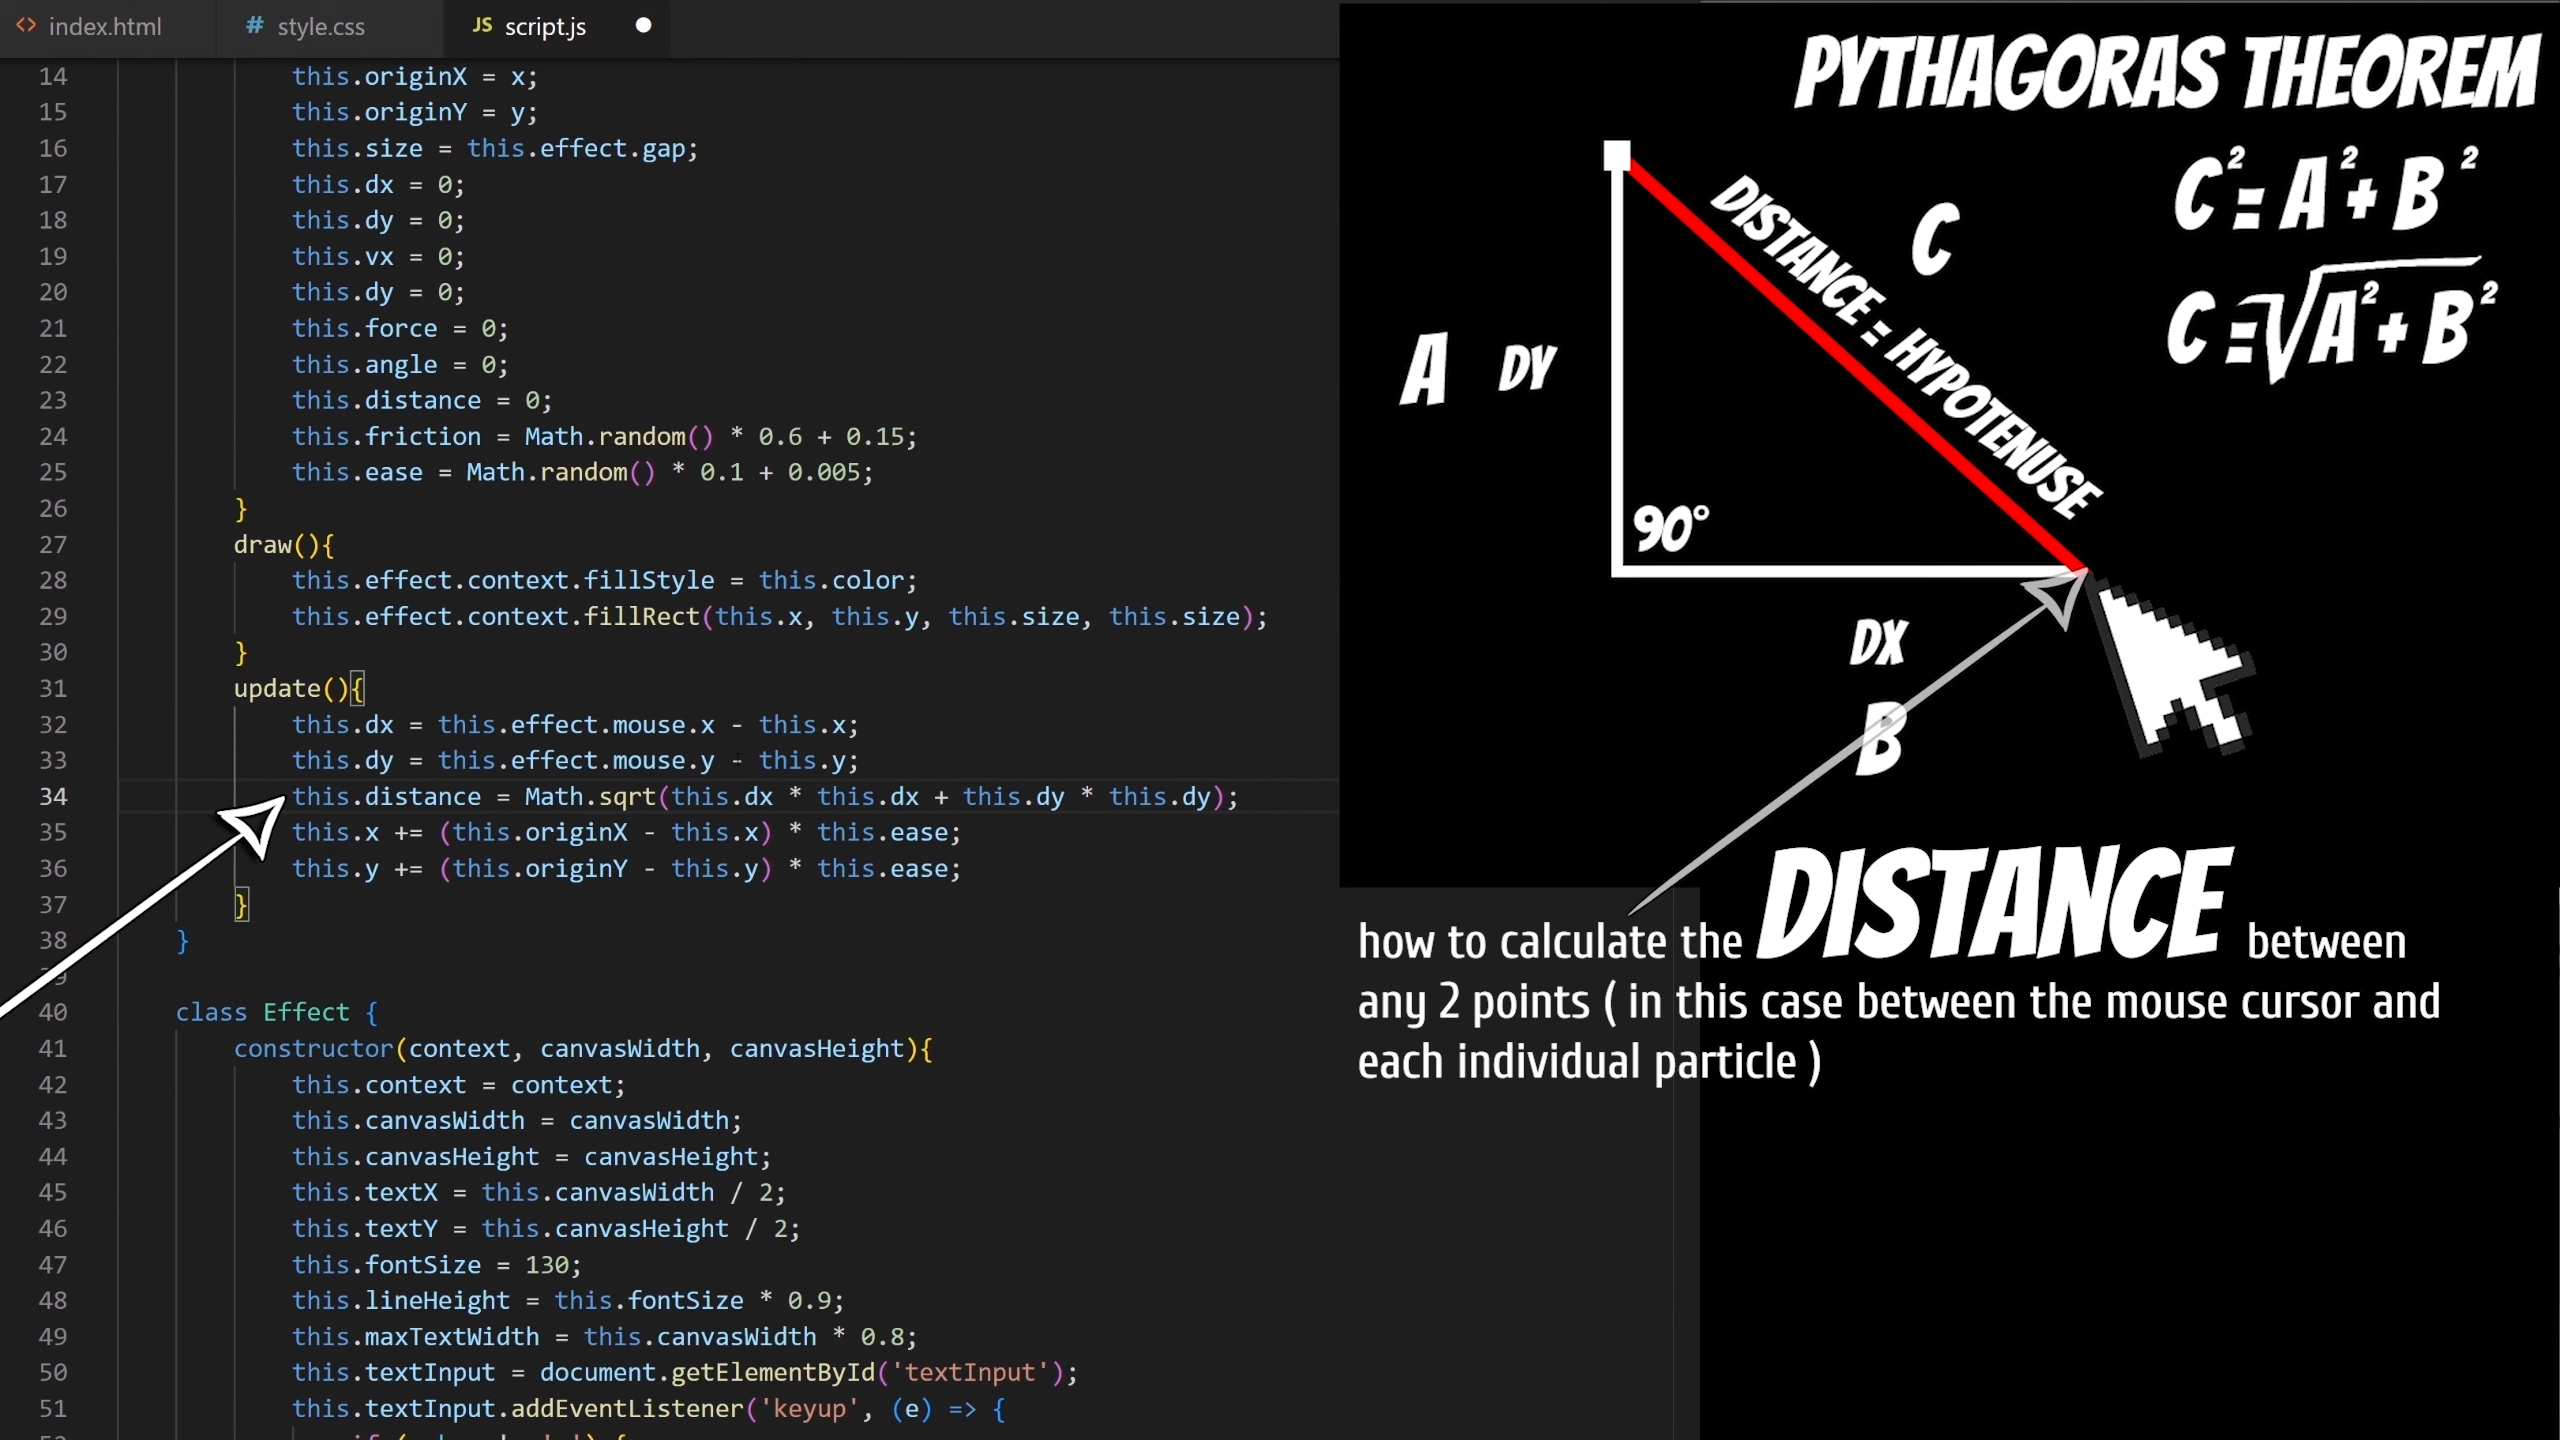 index.html
style.css
JS script.js
14 this.originX = x;
15 this.originY = y;
16 this.size = this.effect.gap;
17 this.dx = 0;
18 this.dy = 0;
19 this.vx = 0;
20 this.dy = 0;
21 this.force = 0;
22 this.angle = 0;
23 this.distance = 0;
24 this.friction = Math.random() * 0.6 + 0.15;
25 this.ease = Math.random() * 0.1 + 0.005;
26 }
27 draw(){
28 this.effect.context.fillStyle = this.color;
29 this.effect.context.fillRect(this.x, this.y, this.size, this.size);
30 }
31 update(){
32 this.dx = this.effect.mouse.x - this.x;
33 this.dy = this.effect.mouse.y - this.y;
34 this.distance = Math.sqrt(this.dx * this.dx + this.dy * this.dy);
35 this.x += (this.originX - this.x) * this.ease;
36 this.y += (this.originY - this.y) * this.ease;
37 }
38 }
39
40 class Effect {
41 constructor(context, canvasWidth, canvasHeight){
42 this.context = context;
43 this.canvasWidth = canvasWidth;
44 this.canvasHeight = canvasHeight;
45 this.textX = this.canvasWidth / 2;
46 this.textY = this.canvasHeight / 2;
47 this.fontSize = 130;
48 this.lineHeight = this.fontSize * 0.9;
49 this.maxTextWidth = this.canvasWidth * 0.8;
50 this.textInput = document.getElementById('textInput');
51 this.textInput.addEventListener('keyup', (e) => {
PYTHAGORAS THEOREM
C² = A² + B²
C = √A² + B²
DISTANCE = HYPOTENUSE
C
A DY
90°
DX
B
how to calculate the DISTANCE between
any 2 points ( in this case between the mouse cursor and
each individual particle )